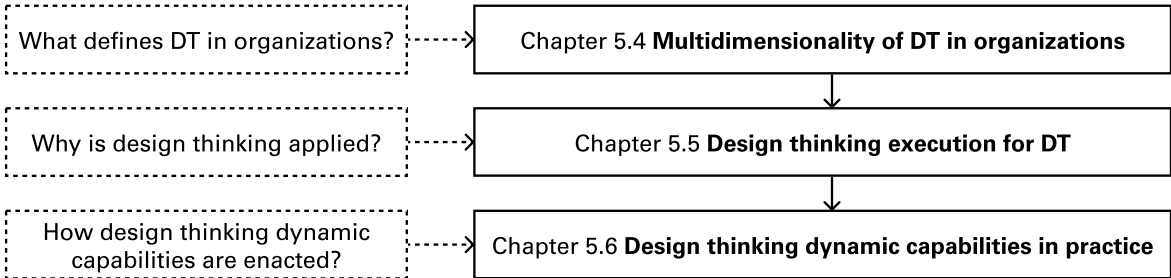 What defines DT in organizations?
Chapter 5.4 Multidimensionality of DT in organizations
Why is design thinking applied?
Chapter 5.5 Design thinking execution for DT
How design thinking dynamic
capabilities are enacted?
Chapter 5.6 Design thinking dynamic capabilities in practice